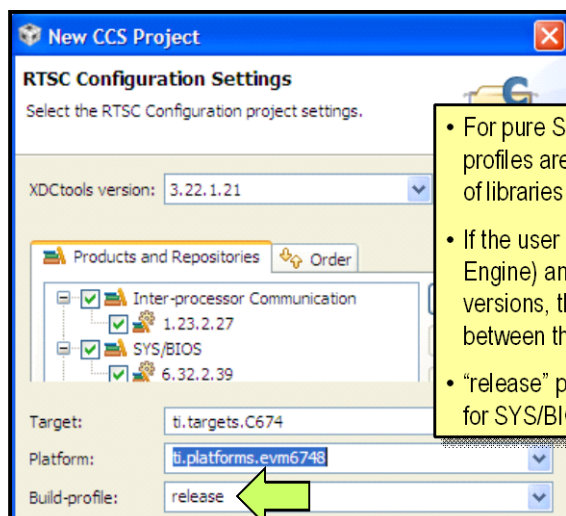 New CCS Project
RTSC Configuration Settings
Select the RTSC Configuration project settings.
C
XDCtools version: 3.22.1.21
Products and Repositories Order
Inter-processor Communication
1.23.2.27
SYS/BIOS
6.32.2.39
Target: ti.targets.C674
Platform: ti.platforms.evm6748
Build-profile: release
• For pure S
profiles are
of libraries
• If the user
Engine) an
versions, th
between th
• “release” p
for SYS/BI